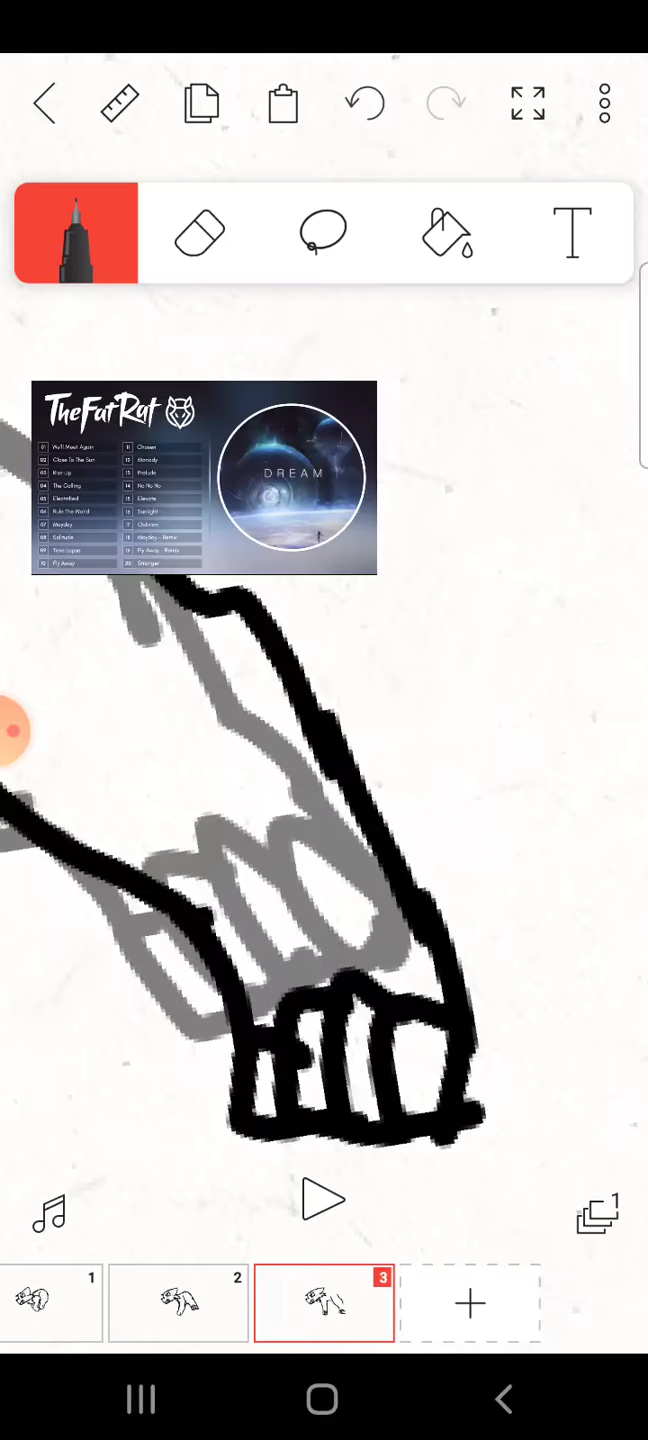 T
TheFatRat
01 We'll Meet Again
02 Close To The Sun
03 Rise Up
04 The Calling
05 Electrified
06 Rule The World
07 Mayday
08 Solitude
09 Time Lapse
10 Fly Away
11 Chosen
12 Monody
13 Prelude
14 No No No
15 Elevate
16 Sunlight
17 Oblivion
18 Mayday - Remix
19 Fly Away - Remix
20 Stronger
DREAM
1
1
2
3